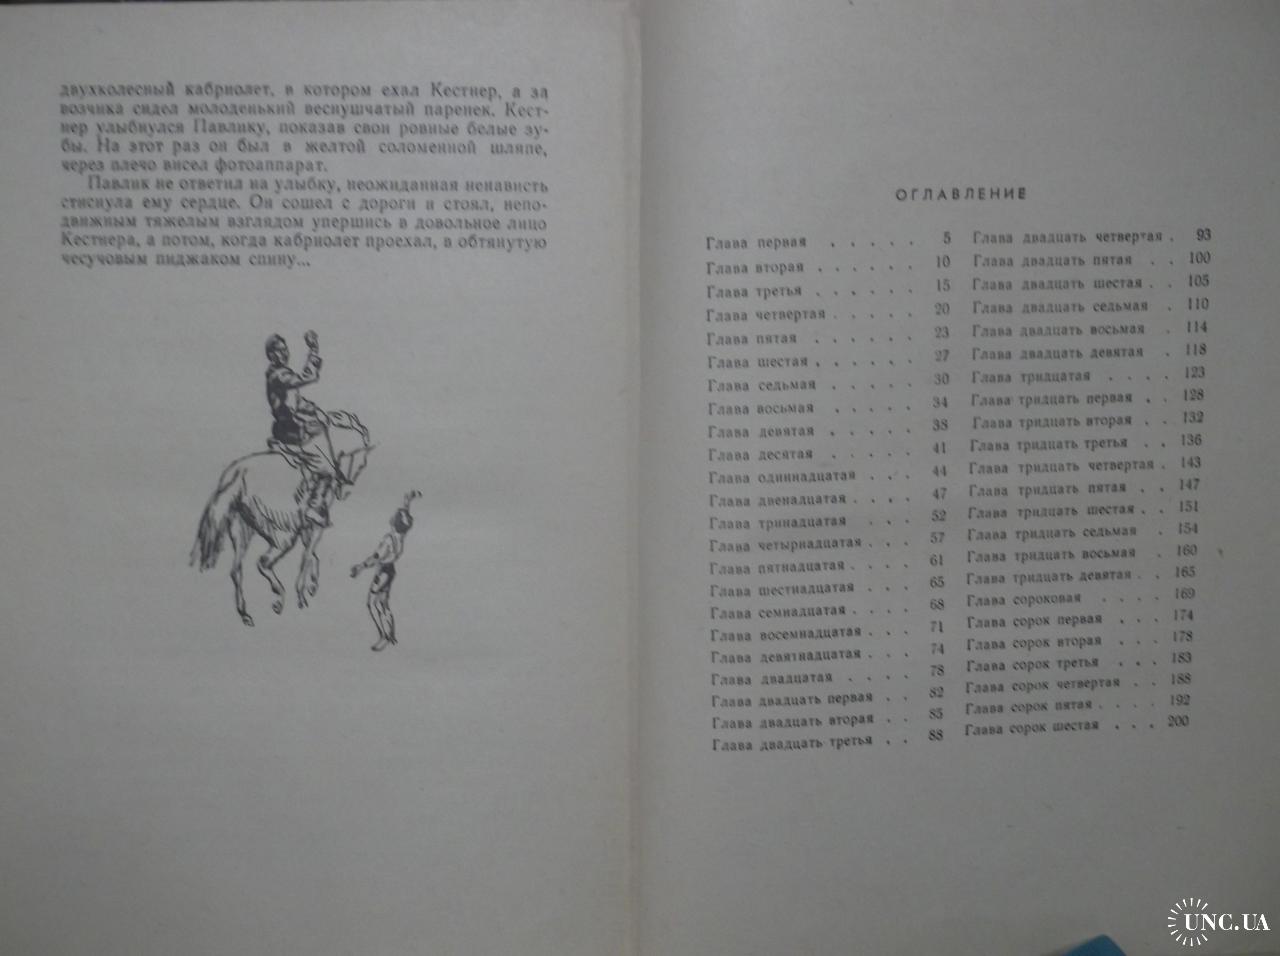 двухколесный кабриолет, в котором ехал Кестнер, а за
возчика сидел молоденький веснушчатый паренек. Кест-
нер улыбнулся Павлику, показав свои ровные белые зу-
бы. На этот раз он был в желтой соломенной шляпе,
через плечо висел фотоаппарат.
Павлик не ответил на улыбку, неожиданная ненависть
стиснула ему сердце. Он сошел с дороги и стоял, непо-
движным тяжелым взглядом упершись в довольное лицо
Кестнера, а потом, когда кабриолет проехал, в обтянутую
чесучовым пиджаком спину...
ОГЛАВЛЕНИЕ
Глава первая . . . . . 5
Глава вторая . . . . . . 10
Глава третья . . . . . . 15
Глава четвертая . . . . . 20
Глава пятая . . . . . . 23
Глава шестая . . . . . . 27
Глава седьмая . . . . . 30
Глава восьмая . . . . . 34
Глава девятая . . . . . 38
Глава десятая . . . . . 41
Глава одиннадцатая . . . 44
Глава двенадцатая . . . . 47
Глава тринадцатая . . . 52
Глава четырнадцатая . . . 57
Глава пятнадцатая . . . . 61
Глава шестнадцатая . . . 65
Глава семнадцатая . . . . 68
Глава восемнадцатая . . . 71
Глава девятнадцатая . . . 74
Глава двадцатая . . . . 78
Глава двадцать первая . . 82
Глава двадцать вторая . . 85
Глава двадцать третья . . 88
Глава двадцать четвертая . 93
Глава двадцать пятая . . 100
Глава двадцать шестая . . 105
Глава двадцать седьмая . 110
Глава двадцать восьмая . 114
Глава двадцать девятая . 118
Глава тридцатая . . . . 123
Глава тридцать первая . . 128
Глава тридцать вторая . . 132
Глава тридцать третья . . 136
Глава тридцать четвертая . 143
Глава тридцать пятая . . 147
Глава тридцать шестая . . 151
Глава тридцать седьмая . 154
Глава тридцать восьмая . 160
Глава тридцать девятая . . 165
Глава сороковая . . . . 169
Глава сорок первая . . . 174
Глава сорок вторая . . . 178
Глава сорок третья . . . 183
Глава сорок четвертая . . 188
Глава сорок пятая . . . . 192
Глава сорок шестая . . . 200
UNC.UA